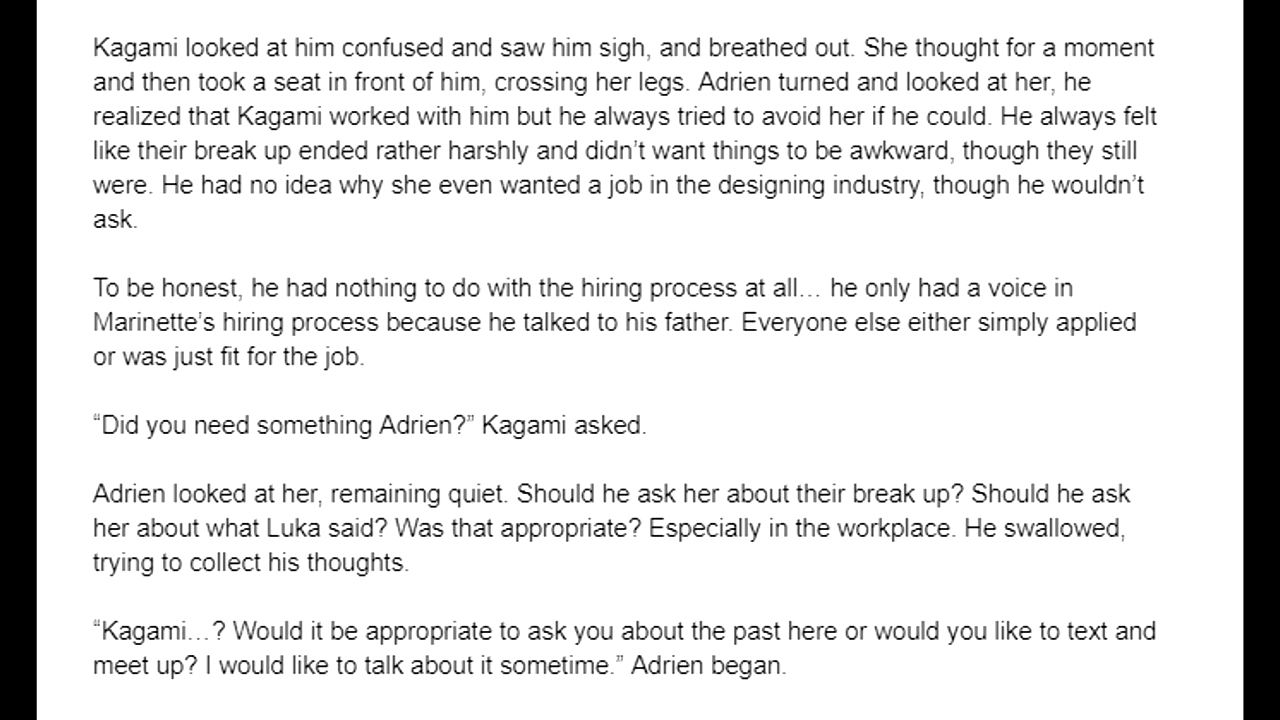 Kagami looked at him confused and saw him sigh, and breathed out. She thought for a moment
and then took a seat in front of him, crossing her legs. Adrien turned and looked at her, he
realized that Kagami worked with him but he always tried to avoid her if he could. He always felt
like their break up ended rather harshly and didn’t want things to be awkward, though they still
were. He had no idea why she even wanted a job in the designing industry, though he wouldn’t
ask.
To be honest, he had nothing to do with the hiring process at all… he only had a voice in
Marinette’s hiring process because he talked to his father. Everyone else either simply applied
or was just fit for the job.
“Did you need something Adrien?” Kagami asked.
Adrien looked at her, remaining quiet. Should he ask her about their break up? Should he ask
her about what Luka said? Was that appropriate? Especially in the workplace. He swallowed,
trying to collect his thoughts.
“Kagami…? Would it be appropriate to ask you about the past here or would you like to text and
meet up? I would like to talk about it sometime.” Adrien began.